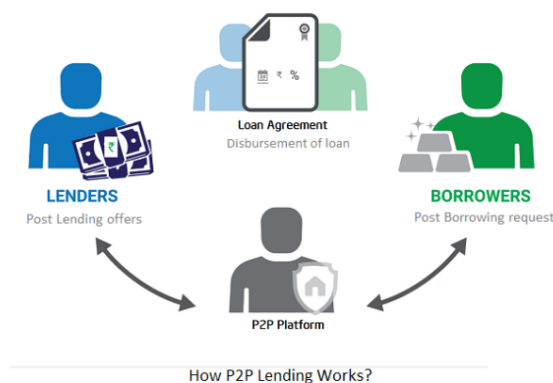 ₹ %
Loan Agreement
Disbursement of loan
₹
LENDERS
Post Lending offers
BORROWERS
Post Borrowing request
P2P Platform
How P2P Lending Works?